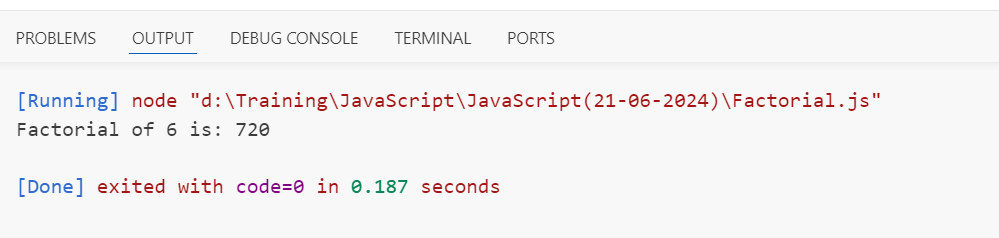 PROBLEMS OUTPUT DEBUG CONSOLE TERMINAL PORTS
[Running] node "d:\Training\JavaScript\JavaScript(21-06-2024)\Factorial.js"
Factorial of 6 is: 720
[Done] exited with code=0 in 0.187 seconds